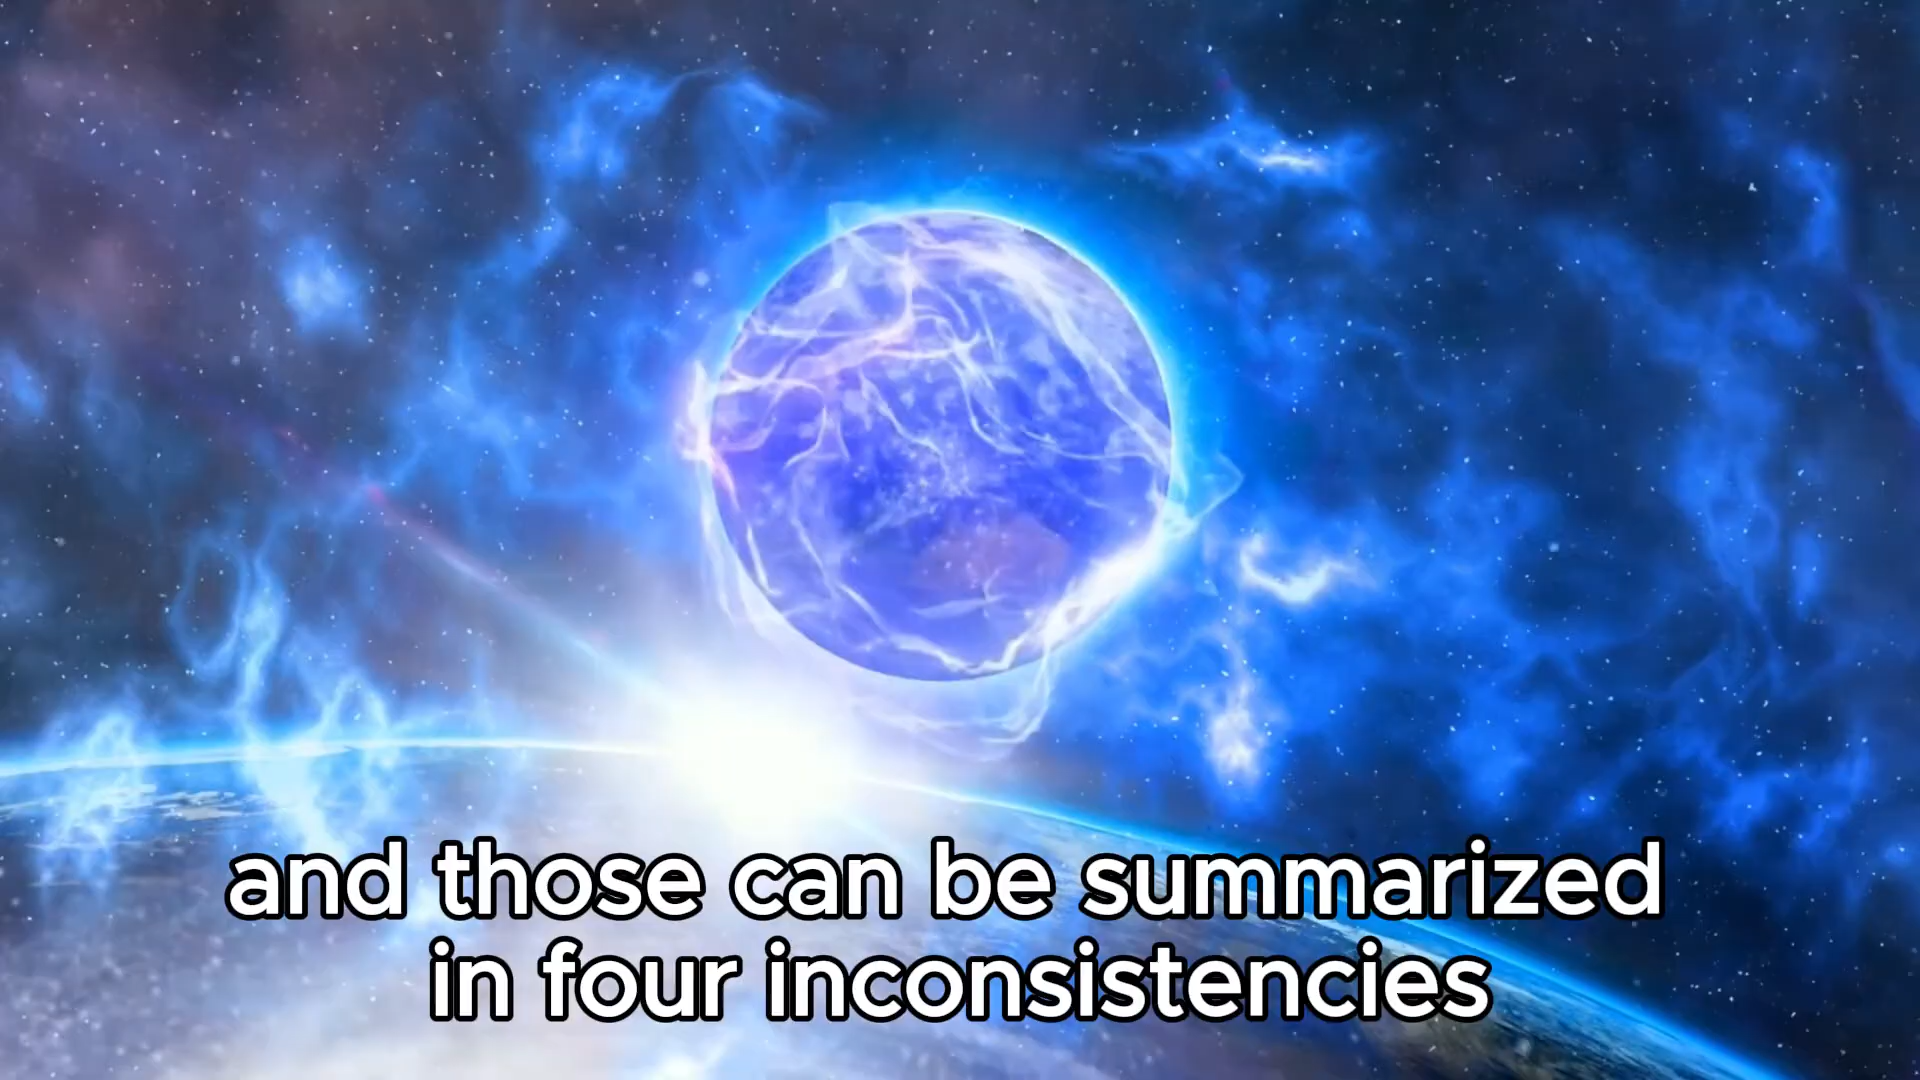 and those can be summarized
in four inconsistencies